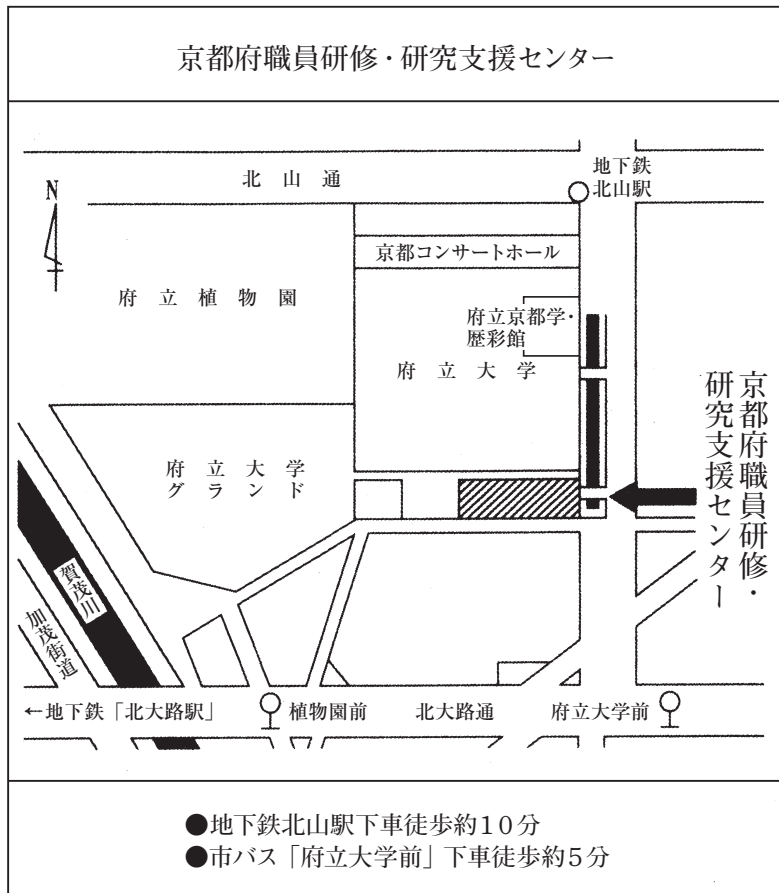 京都府職員研修・研究支援センター
北山通
地下鉄
北山駅
N
京都コンサートホール
府立植物園
府立京都学・
歴彩館
府立大学
京都府職員研修・
研究支援センター
府立大学
グランド
賀茂川
加茂街道
←地下鉄「北大路駅」
植物園前
北大路通
府立大学前
●地下鉄北山駅下車徒歩約10分
●市バス「府立大学前」下車徒歩約5分